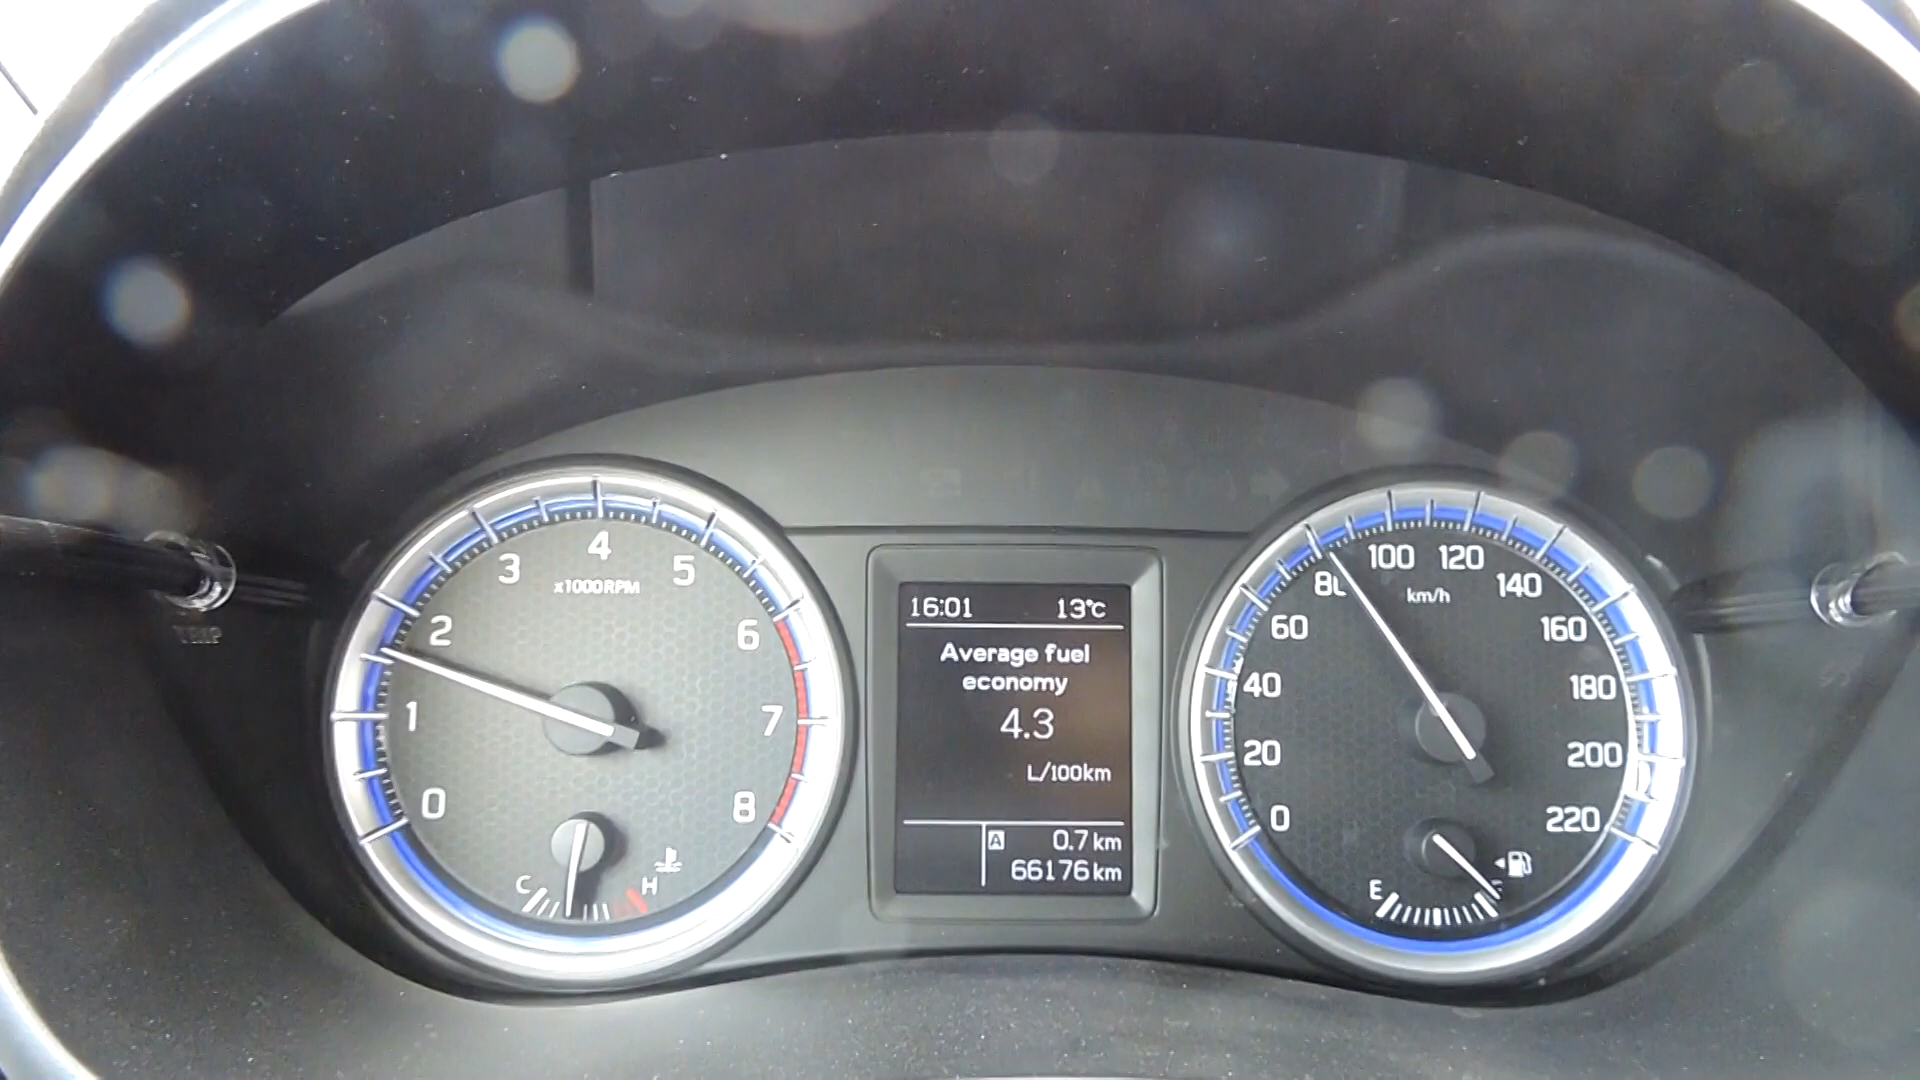 TRIP
0
1
2
3
4
5
6
7
8
x1000RPM
C
H
16:01 13°C
Average fuel
economy
4.3
L/100km
A 0.7 km
66176 km
0
20
40
60
100
120
140
160
180
200
220
km/h
E